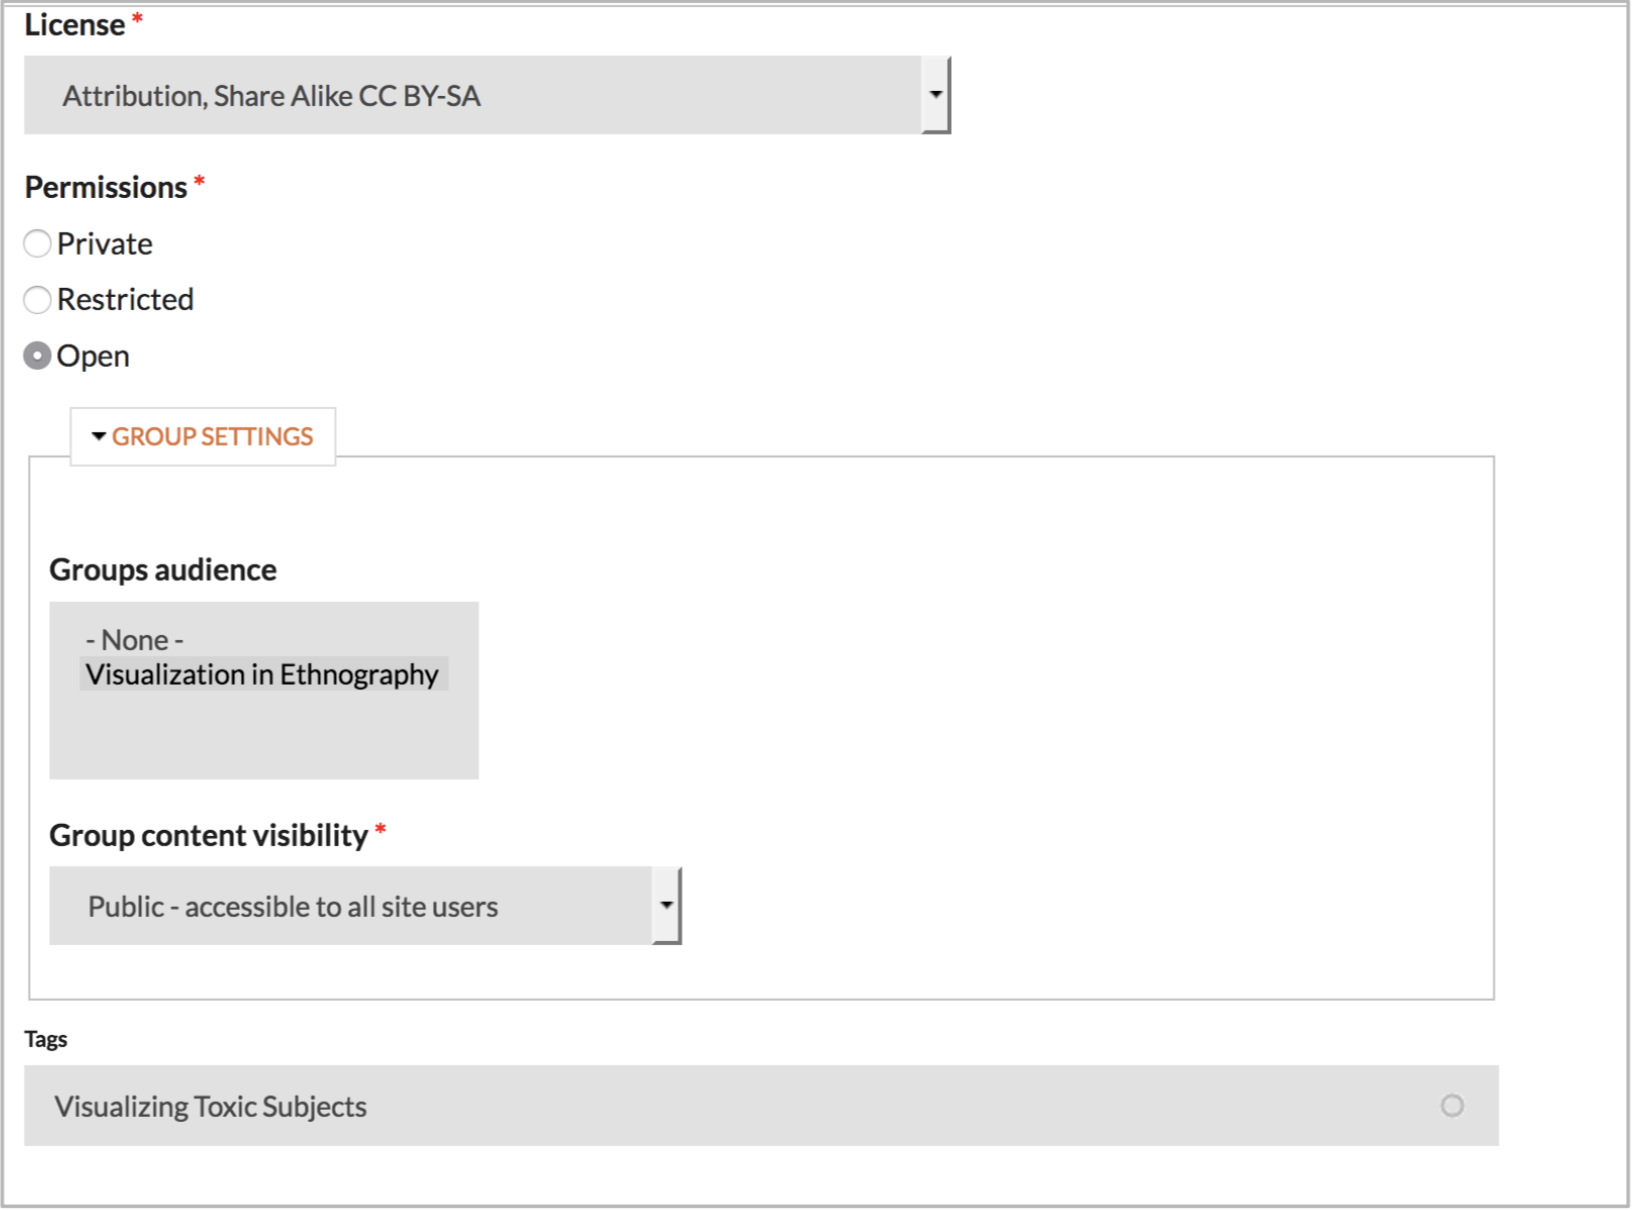 License *
Attribution, Share Alike CC BY-SA
Permissions *
Private
Restricted
Open
GROUP SETTINGS
Groups audience
- None -
Visualization in Ethnography
Group content visibility *
Public - accessible to all site users
Tags
Visualizing Toxic Subjects